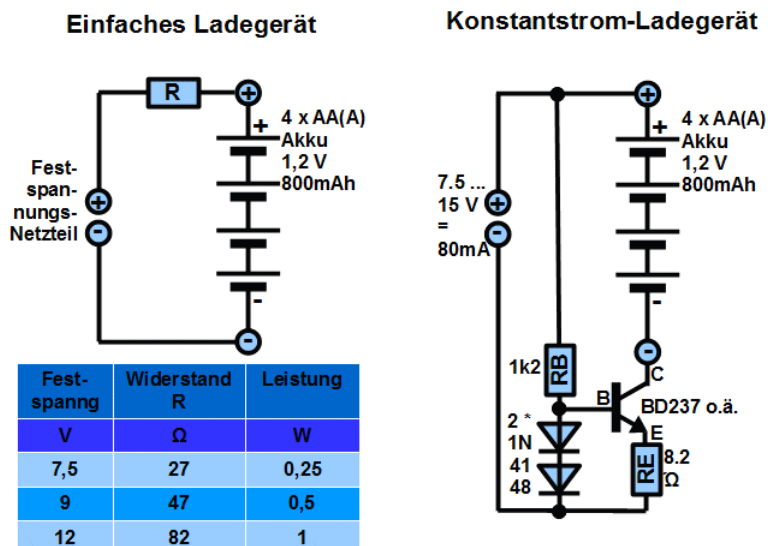 Einfaches Ladegerät
R
+
+
4 x AA(A)
Akku
1,2 V
800mAh
Fest-
span-
nungs-
Netzteil
+
-
-
-
Fest-
spanng
Widerstand
R
Leistung
V
Ω
W
7,5
27
0,25
9
47
0,5
12
82
1
Konstantstrom-Ladegerät
+
+
4 x AA(A)
Akku
1,2 V
800mAh
7.5 ...
15 V
=
80mA
+
-
-
-
1k2
RB
C
B
BD237 o.ä.
E
2 *
1N
41
48
RE
8.2
Ω